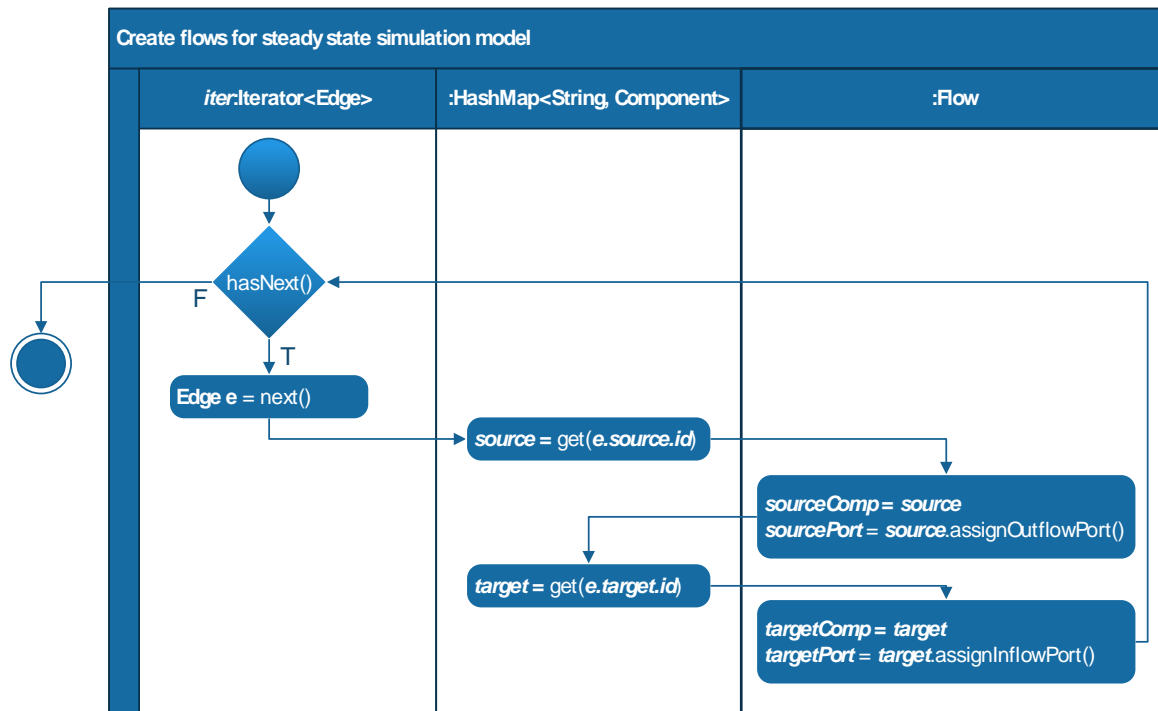 Create flows for steady state simulation model
iter:Iterator<Edge>
:HashMap<String, Component>
:Flow
hasNext()
F
T
Edge e = next()
source = get(e.source.id)
sourceComp = source
sourcePort = source.assignOutflowPort()
target = get(e.target.id)
targetComp = target
targetPort = target.assignInflowPort()